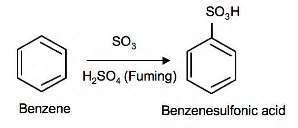 SO₃H
SO₃
H₂SO₄ (Fuming)
Benzene
Benzenesulfonic acid